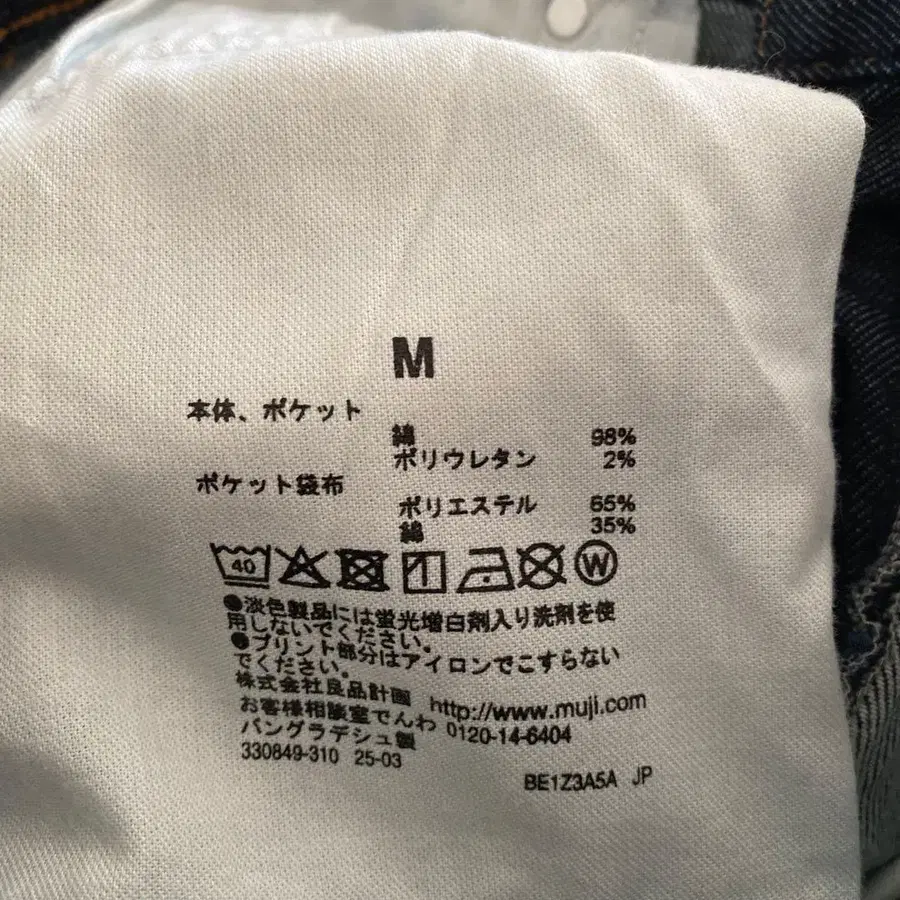 M
本体、ポケット
綿 98%
ポリウレタン 2%
ポケット袋布
ポリエステル 65%
綿 35%
40 W
●淡色製品には蛍光増白剤入り洗剤を使
用しないでください。
●プリント部分はアイロンでこすらない
でください。
株式会社良品計画 http://www.muji.com
お客様相談室でんわ 0120-14-6404
バングラデシュ製
330849-310 25-03
BE1Z3A5A JP